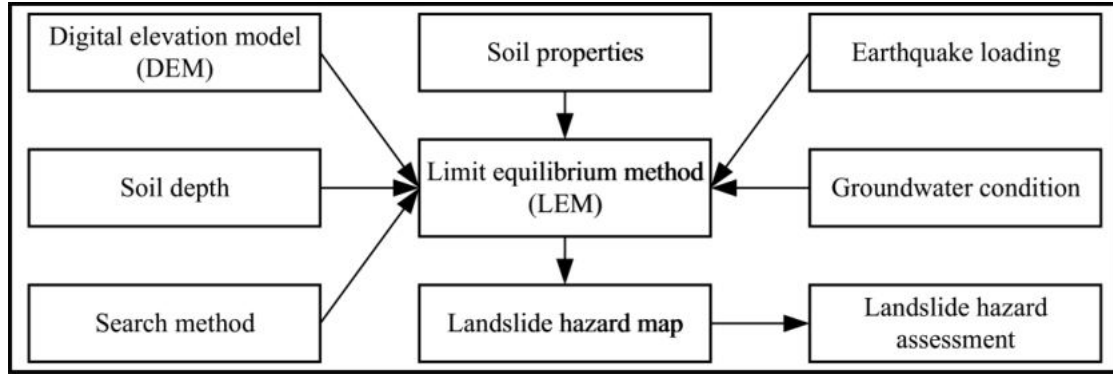 Digital elevation model
(DEM)
Soil properties
Earthquake loading
Soil depth
Limit equilibrium method
(LEM)
Groundwater condition
Search method
Landslide hazard map
Landslide hazard
assessment